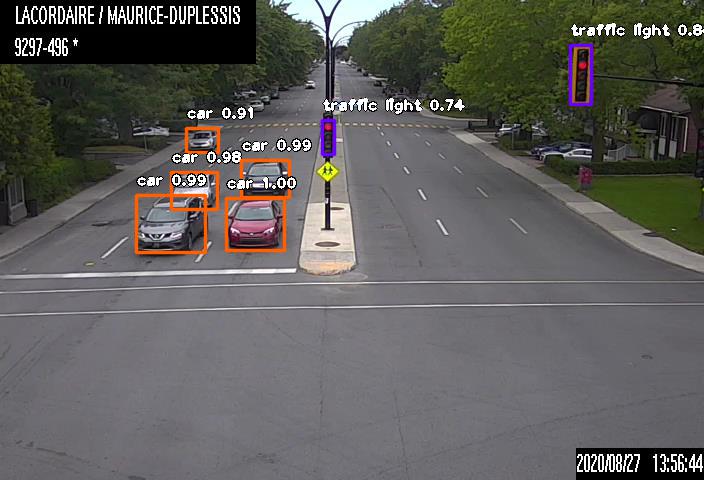 LACORDAIRE / MAURICE-DUPLESSIS
9297-496 *
traffic light 0.8
car 0.91
traffic light 0.74
car 0.98
car 0.99
car 0.99
car 1.00
2020/08/27 13:56:44